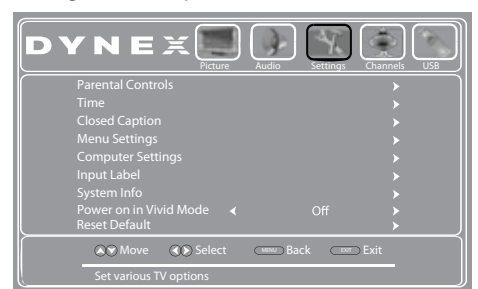 DYNEX
Picture Audio Settings Channels USB
Parental Controls
Time
Closed Caption
Menu Settings
Computer Settings
Input Label
System Info
Power on in Vivid Mode Off
Reset Default
Move Select MENU Back EXIT Exit
Set various TV options